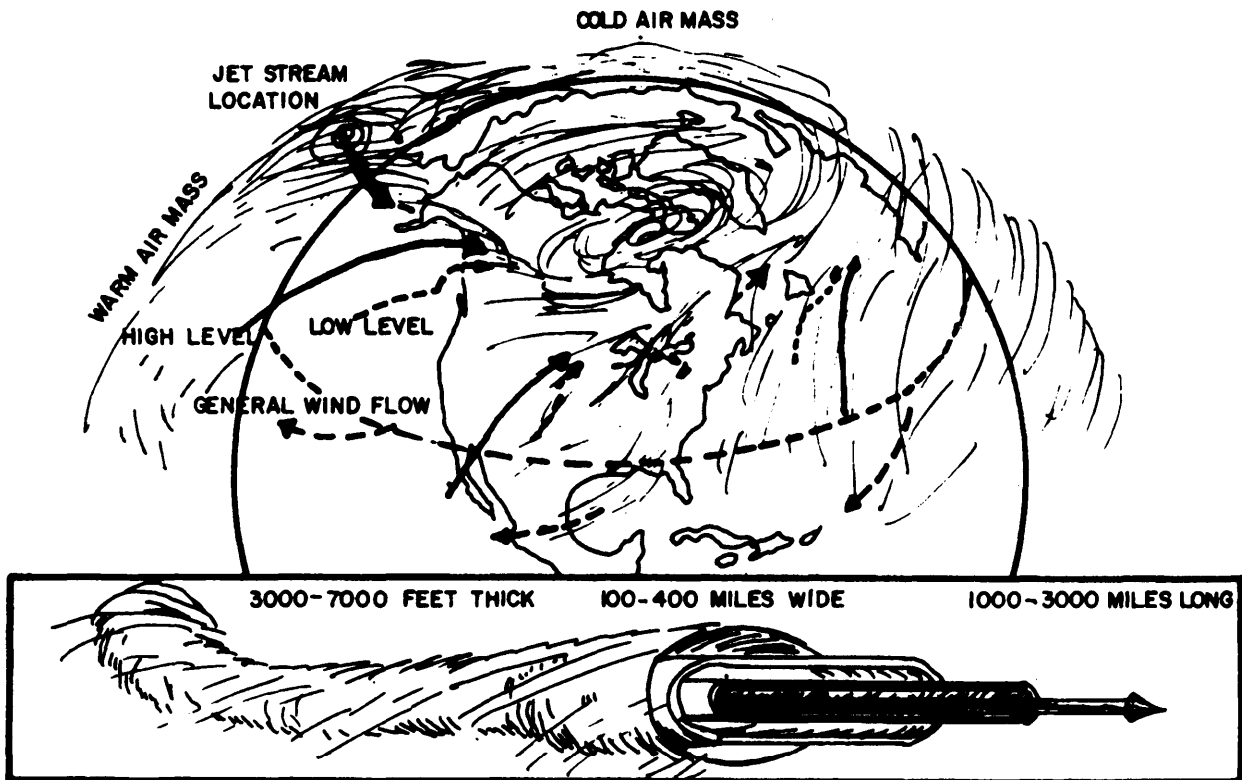 COLD AIR MASS
JET STREAM
LOCATION
WARM AIR MASS
HIGH LEVEL
LOW LEVEL
GENERAL WIND FLOW
3000-7000 FEET THICK
100-400 MILES WIDE
1000-3000 MILES LONG